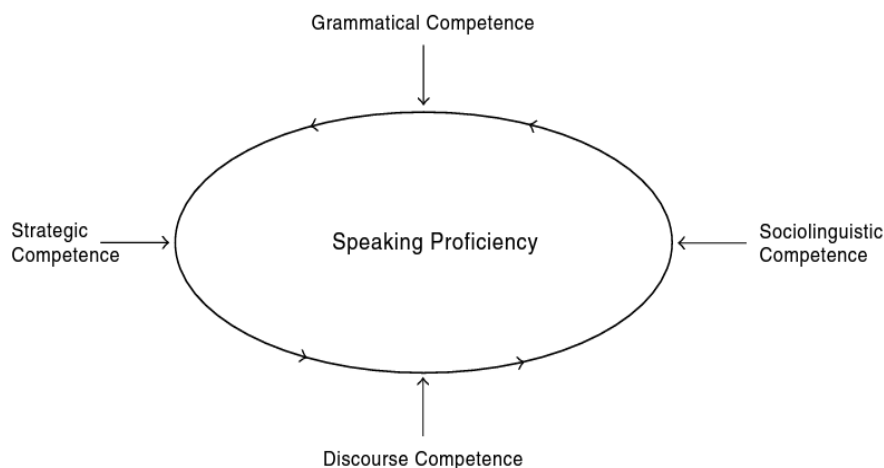 Grammatical Competence
Strategic
Competence
Speaking Proficiency
Sociolinguistic
Competence
Discourse Competence